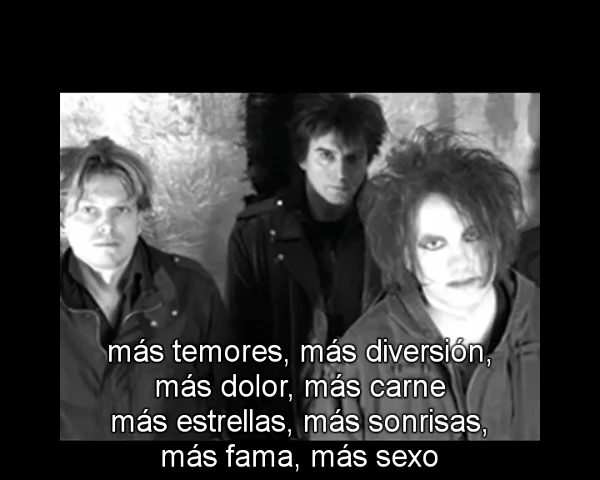 más temores, más diversión,
más dolor, más carne
más estrellas, más sonrisas,
más fama, más sexo